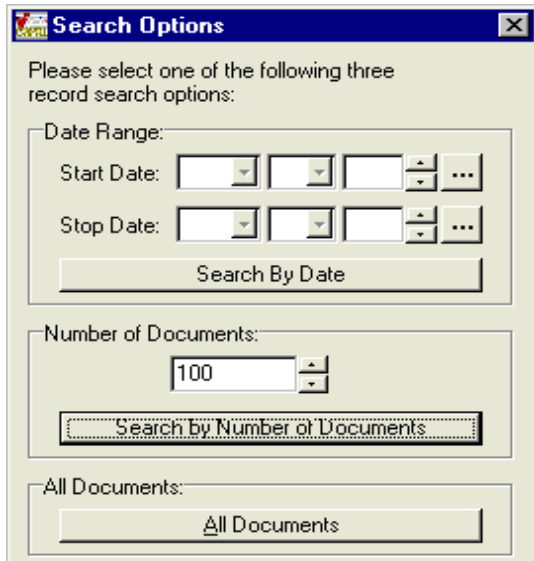 Search Options
Please select one of the following three
record search options:
Date Range:
Start Date:
...
Stop Date:
...
Search By Date
Number of Documents:
100
Search by Number of Documents
All Documents:
All Documents